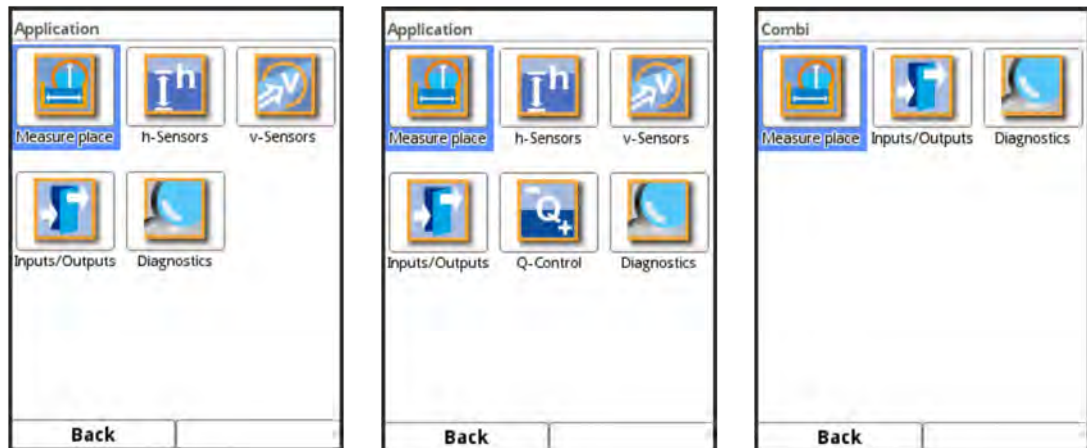 Application
h
v
Measure place h-Sensors v-Sensors
Q
Inputs/Outputs Diagnostics
Back
Application
h
v
Measure place h-Sensors v-Sensors
- Q +
Inputs/Outputs Q-Control Diagnostics
Back
Combi
Measure place Inputs/Outputs Diagnostics
Back